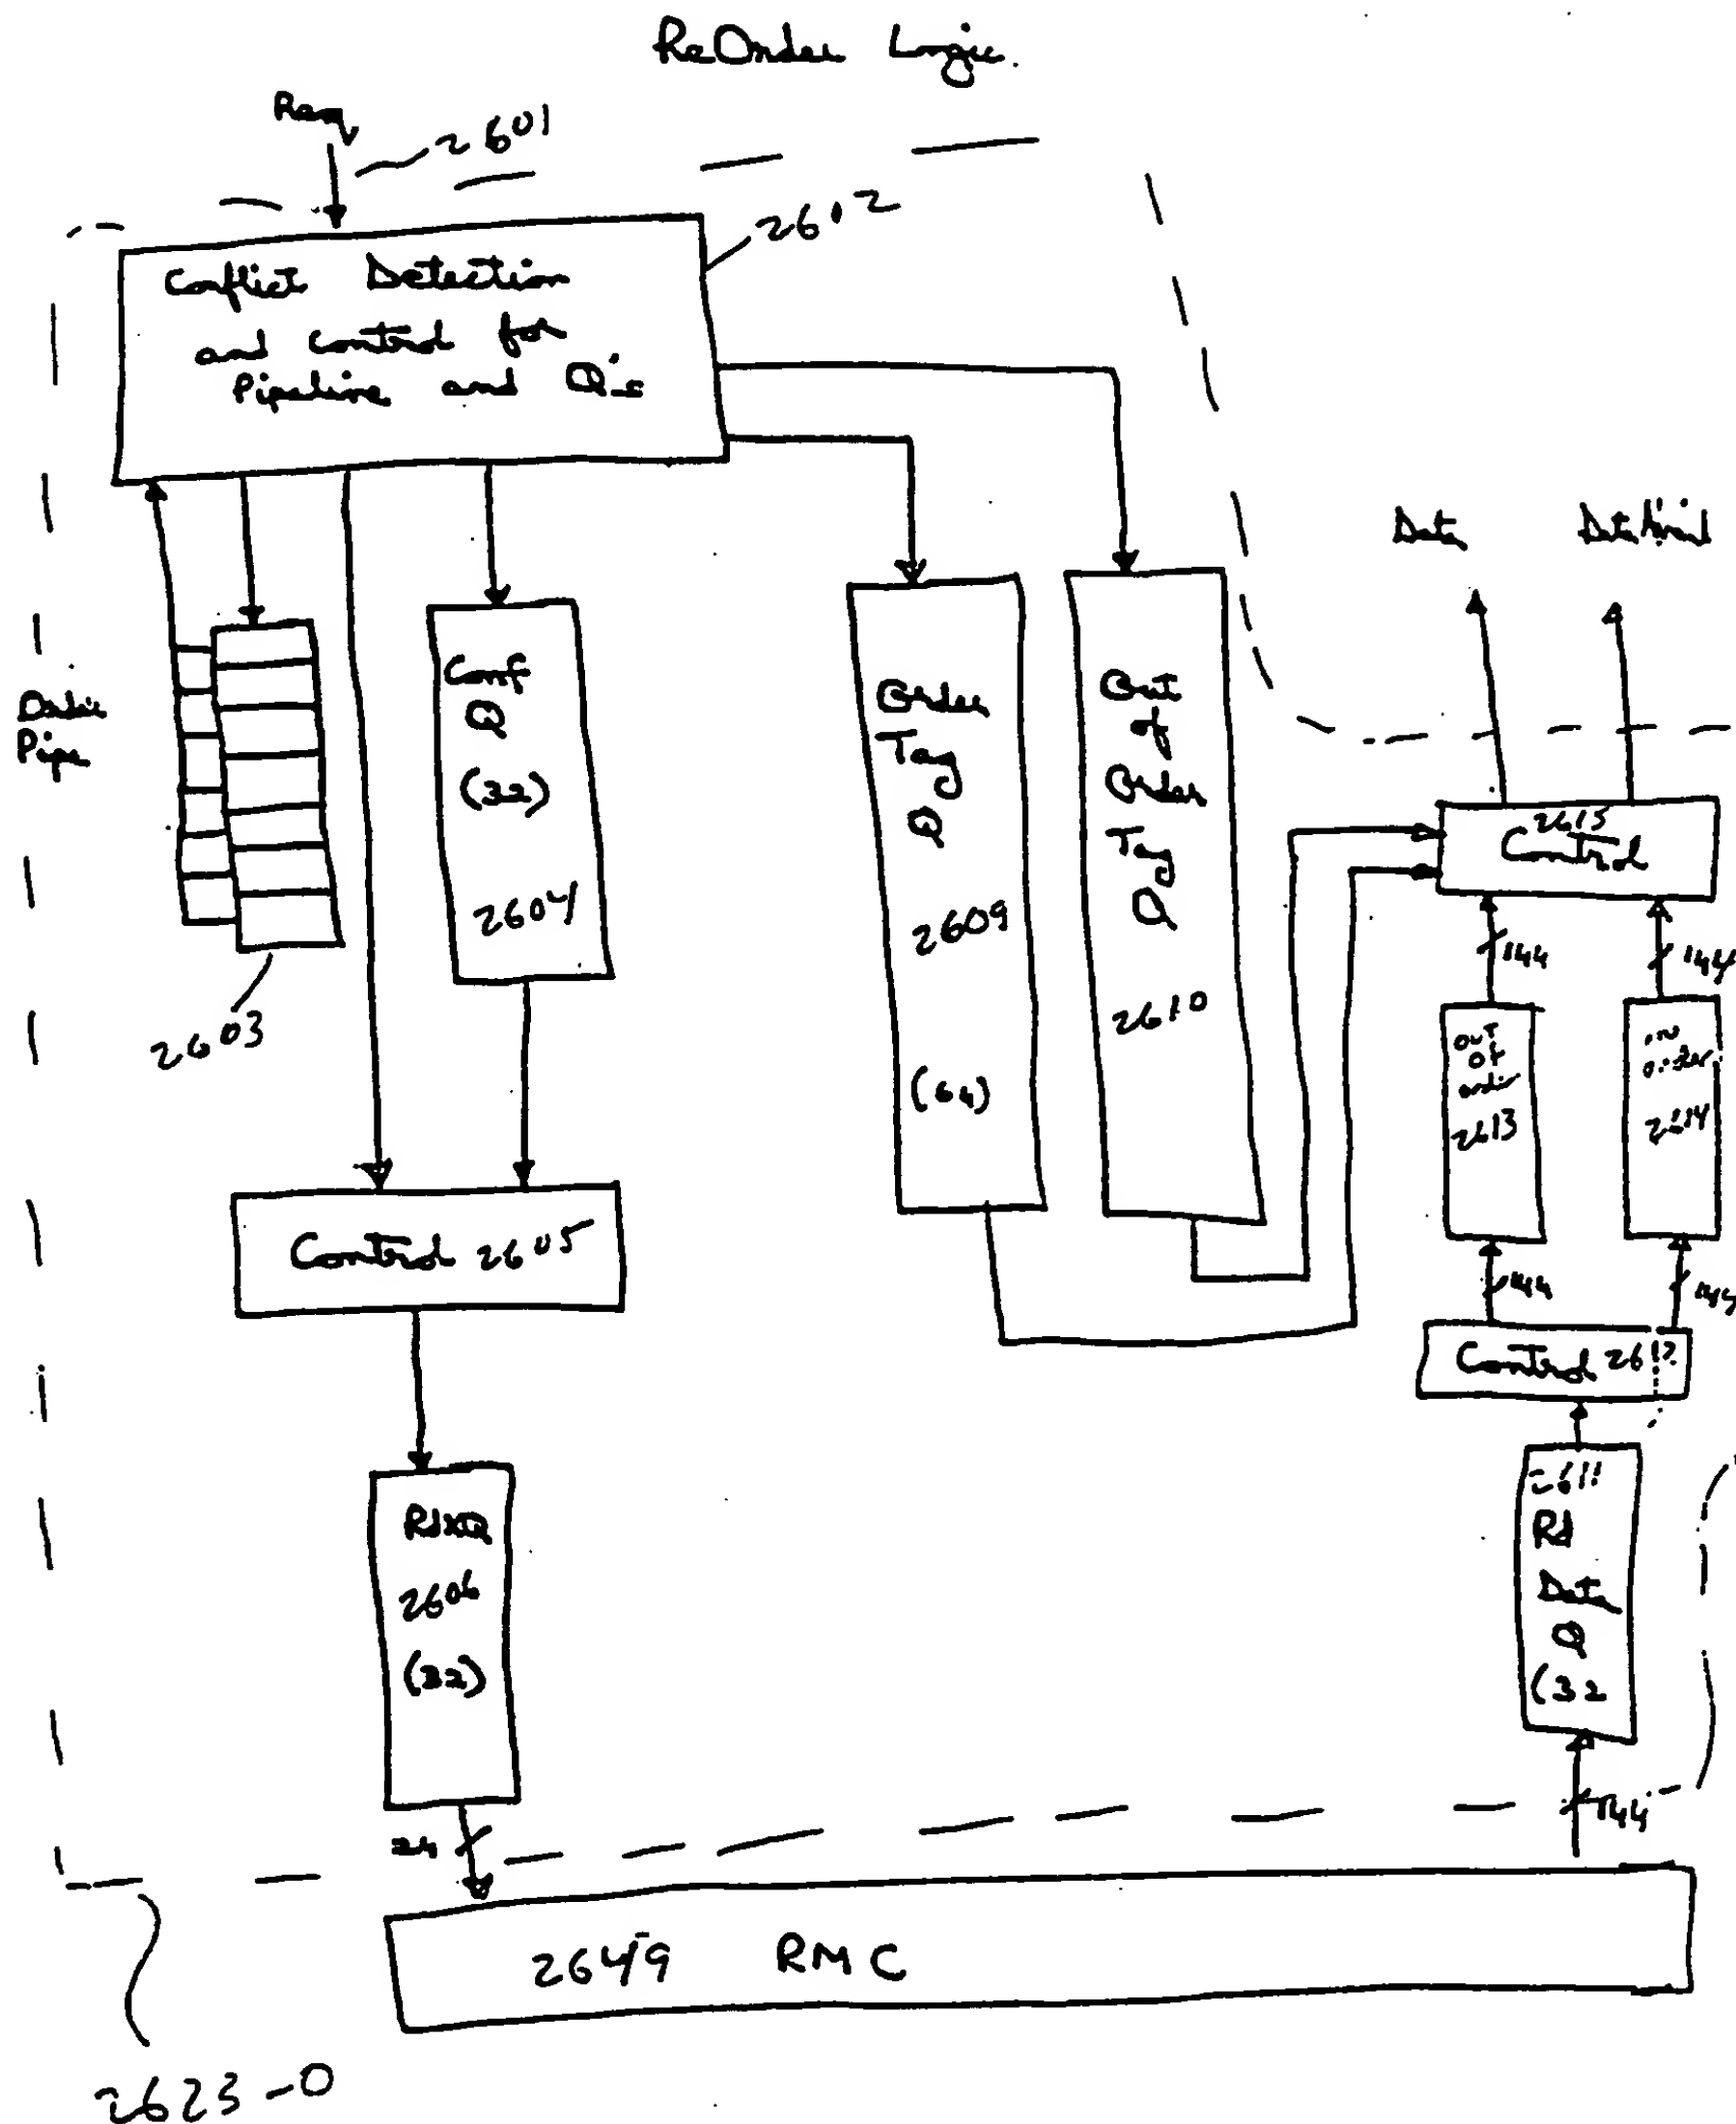 ReOrder Logic
Req
2601
2602
Conflict Detection
and control for
Pipeline and Q's
Data
Pipe
Conf
Q
(32)
2604
2603
Order
Tag
Q
2609
(64)
Out
of
Order
Tag
Q
2610
Data
2615
Control
144
144
out
of
order
2613
in
order
2614
144
144
Control 2605
Control 2612
2606
(32)
2611
Rd
Data
Q
(32
24
144
2649 RMC
2623-0